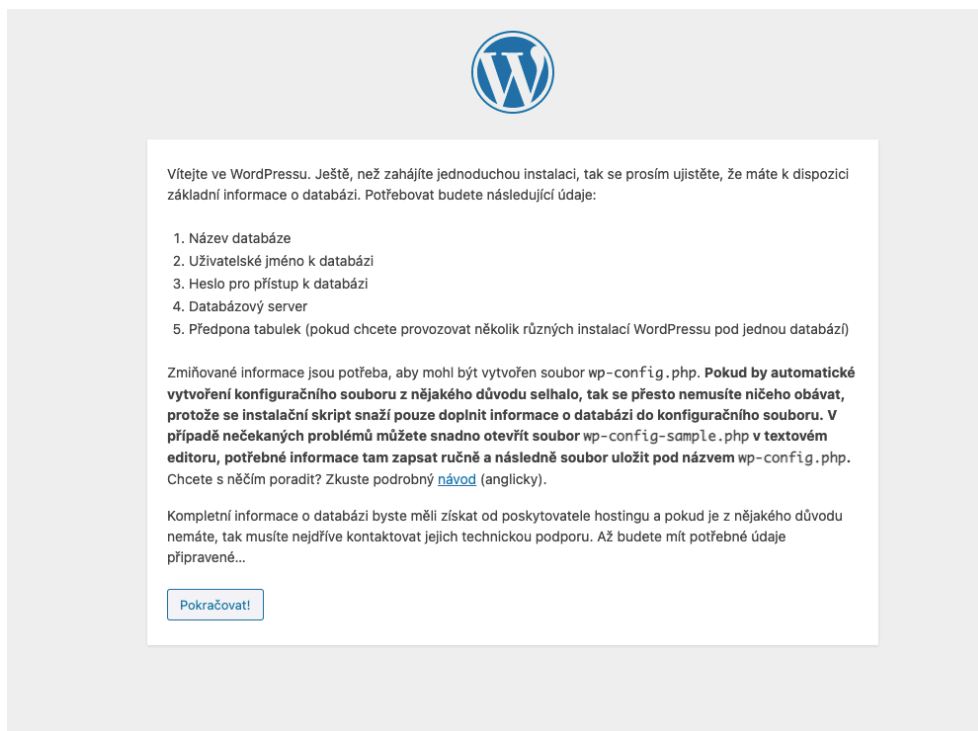 Vítejte ve WordPressu. Ještě, než zahájíte jednoduchou instalaci, tak se prosím ujistěte, že máte k dispozici
základní informace o databázi. Potřebovat budete následující údaje:
1. Název databáze
2. Uživatelské jméno k databázi
3. Heslo pro přístup k databázi
4. Databázový server
5. Předpona tabulek (pokud chcete provozovat několik různých instalací WordPressu pod jednou databází)
Zmiňované informace jsou potřeba, aby mohl být vytvořen soubor wp-config.php. Pokud by automatické
vytvoření konfiguračního souboru z nějakého důvodu selhalo, tak se přesto nemusíte ničeho obávat,
protože se instalační skript snaží pouze doplnit informace o databázi do konfiguračního souboru. V
případě nečekaných problémů můžete snadno otevřít soubor wp-config-sample.php v textovém
editoru, potřebné informace tam zapsat ručně a následně soubor uložit pod názvem wp-config.php.
Chcete s něčím poradit? Zkuste podrobný návod (anglicky).
Kompletní informace o databázi byste měli získat od poskytovatele hostingu a pokud je z nějakého důvodu
nemáte, tak musíte nejdříve kontaktovat jejich technickou podporu. Až budete mít potřebné údaje
připravené…
Pokračovat!